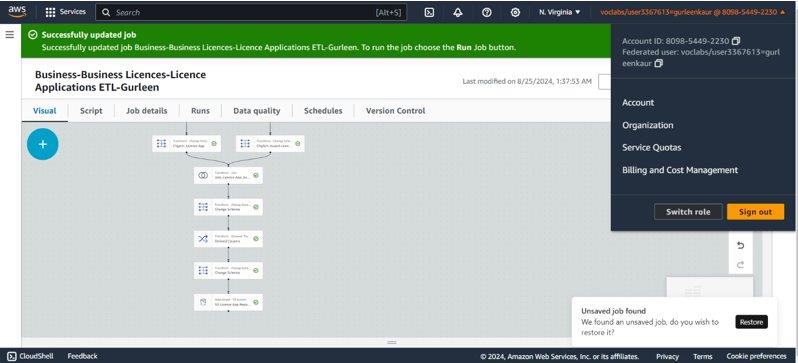 aws
Services
Search
[Alt+S]
N. Virginia
voclabs/user3367613=gurleenkaur @ 8098-5449-2230
Successfully updated job
Successfully updated job Business-Business Licences-Licence Applications ETL-Gurleen. To run the job choose the Run Job button.
Account ID: 8098-5449-2230
Federated user: voclabs/user3367613=gurl
eenkaur
Account
Organization
Service Quotas
Billing and Cost Management
Switch role
Sign out
Business-Business Licences-Licence
Applications ETL-Gurleen
Last modified on 8/25/2024, 1:37:53 AM
Visual
Script
Job details
Runs
Data quality
Schedules
Version Control
Change Schema
Change Schema
Unsaved job found
We found an unsaved job, do you wish to
restore it?
Restore
CloudShell
Feedback
© 2024, Amazon Web Services, Inc. or its affiliates.
Privacy
Terms
Cookie preferences